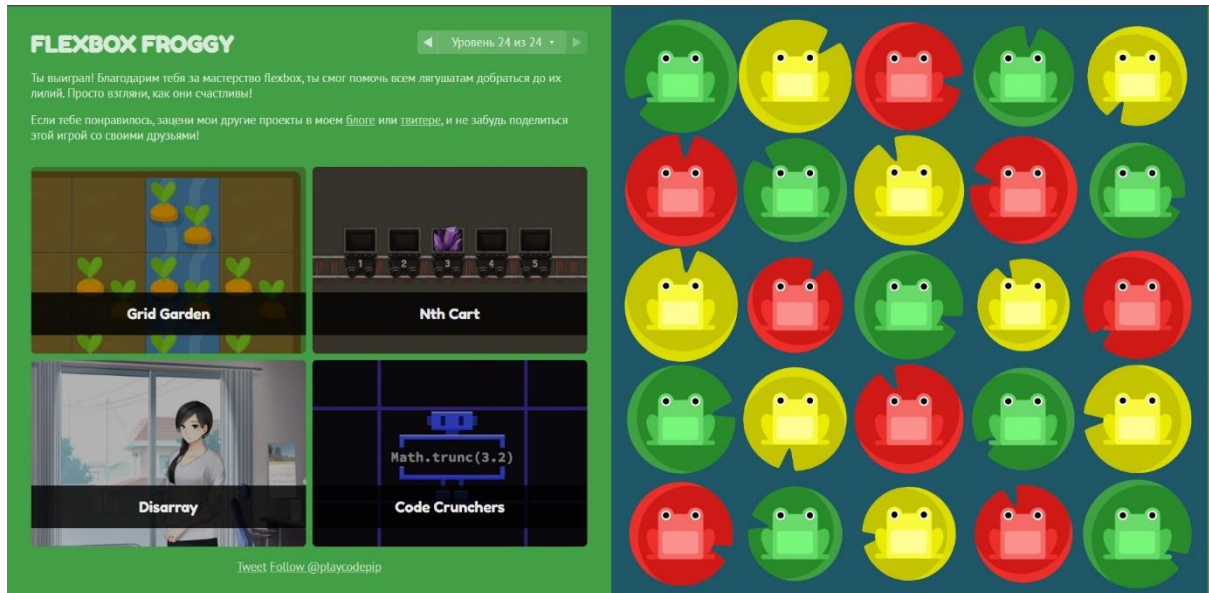 FLEXBOX FROGGY
Уровень 24 из 24
Ты выиграл! Благодарим тебя за мастерство flexbox, ты смог помочь всем лягушатам добраться до их
лилий. Просто взгляни, как они счастливы!
Если тебе понравилось, зацени мои другие проекты в моем блоге или твитере, и не забудь поделиться
этой игрой со своими друзьями!
1 2 3 4 5
Grid Garden
Nth Cart
Math.trunc(3.2)
Disarray
Code Crunchers
Tweet Follow @playcodepip